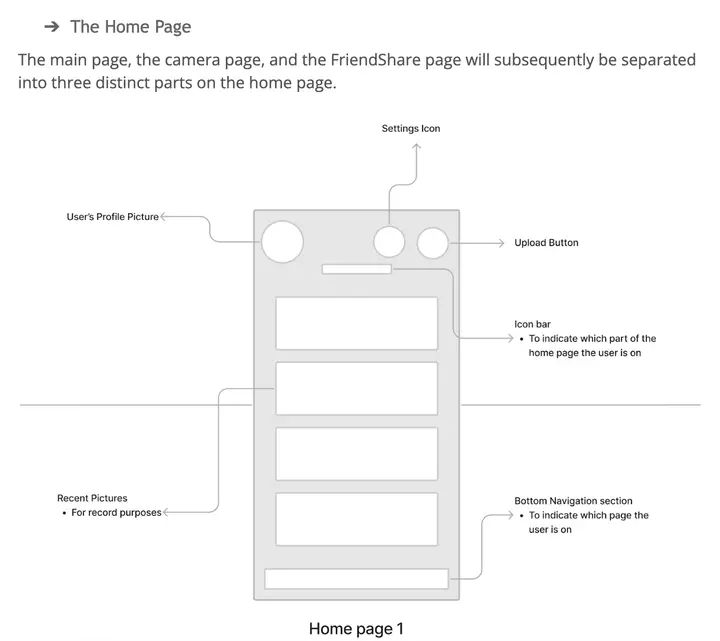 ➔ The Home Page
The main page, the camera page, and the FriendShare page will subsequently be separated
into three distinct parts on the home page.
Settings Icon
User's Profile Picture
Upload Button
Icon bar
• To indicate which part of the
home page the user is on
Recent Pictures
• For record purposes
Bottom Navigation section
• To indicate which page the
user is on
Home page 1